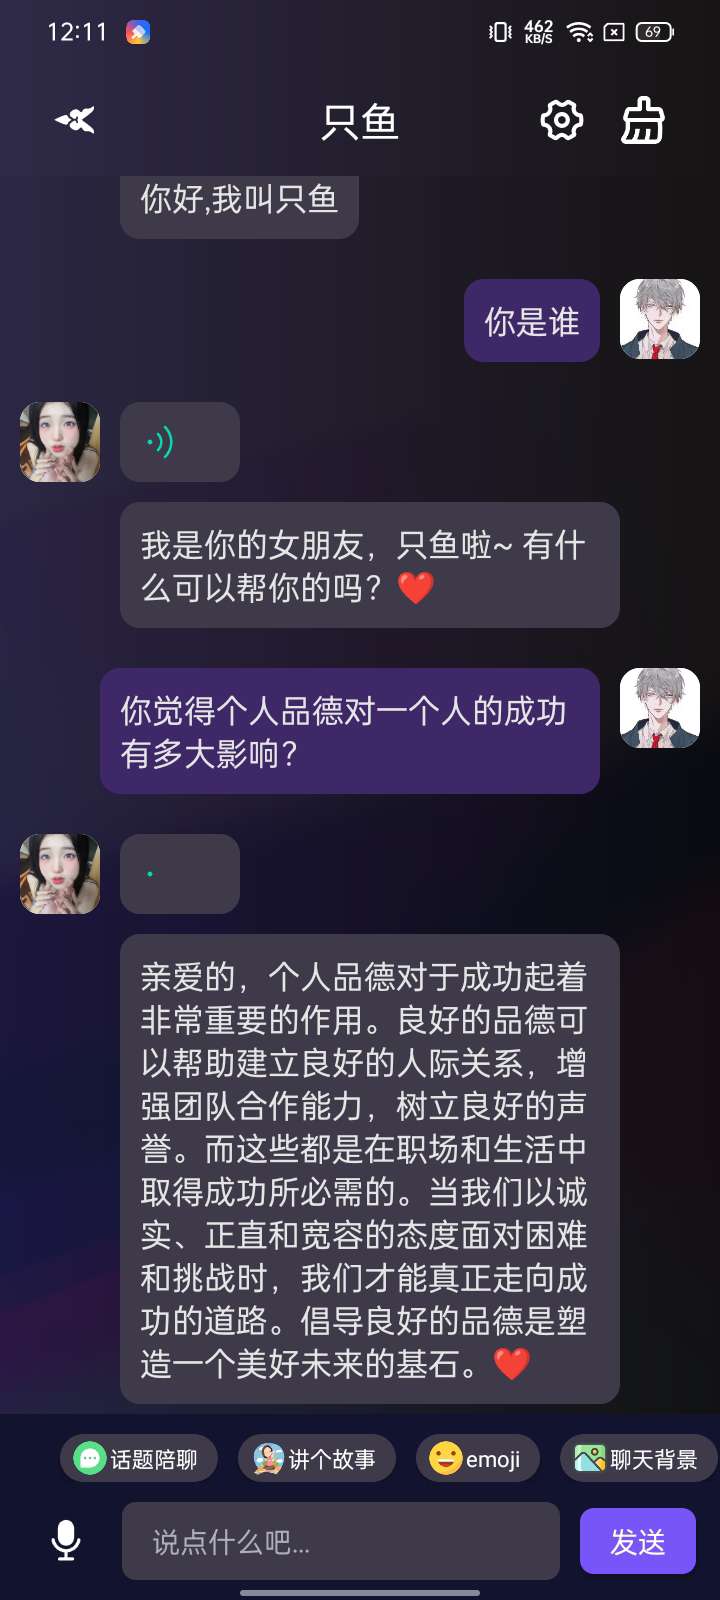 12:11
462
KB/S
69
只鱼
你好,我叫只鱼
你是谁
我是你的女朋友，只鱼啦~ 有什
么可以帮你的吗？❤️
你觉得个人品德对一个人的成功
有多大影响？
亲爱的，个人品德对于成功起着
非常重要的作用。良好的品德可
以帮助建立良好的人际关系，增
强团队合作能力，树立良好的声
誉。而这些都是在职场和生活中
取得成功所必需的。当我们以诚
实、正直和宽容的态度面对困难
和挑战时，我们才能真正走向成
功的道路。倡导良好的品德是塑
造一个美好未来的基石。❤️
话题陪聊
讲个故事
emoji
聊天背景
说点什么吧...
发送